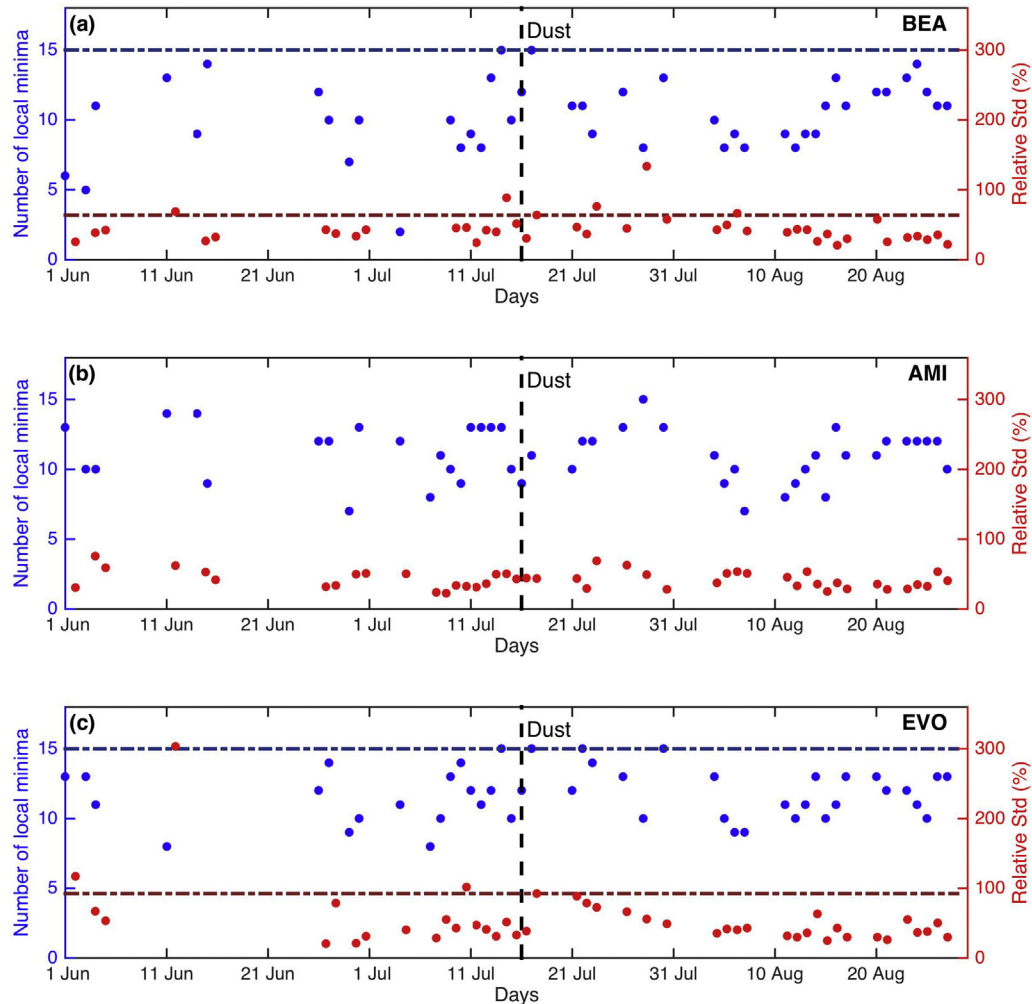 (a) BEA
Dust
Number of local minima
15
10
5
0
300
200
100
0
Relative Std (%)
1 Jun 11 Jun 21 Jun 1 Jul 11 Jul 21 Jul 31 Jul 10 Aug 20 Aug
Days
(b) AMI
Dust
Number of local minima
15
10
5
0
300
200
100
0
Relative Std (%)
1 Jun 11 Jun 21 Jun 1 Jul 11 Jul 21 Jul 31 Jul 10 Aug 20 Aug
Days
(c) EVO
Dust
Number of local minima
15
10
5
0
300
200
100
0
Relative Std (%)
1 Jun 11 Jun 21 Jun 1 Jul 11 Jul 21 Jul 31 Jul 10 Aug 20 Aug
Days